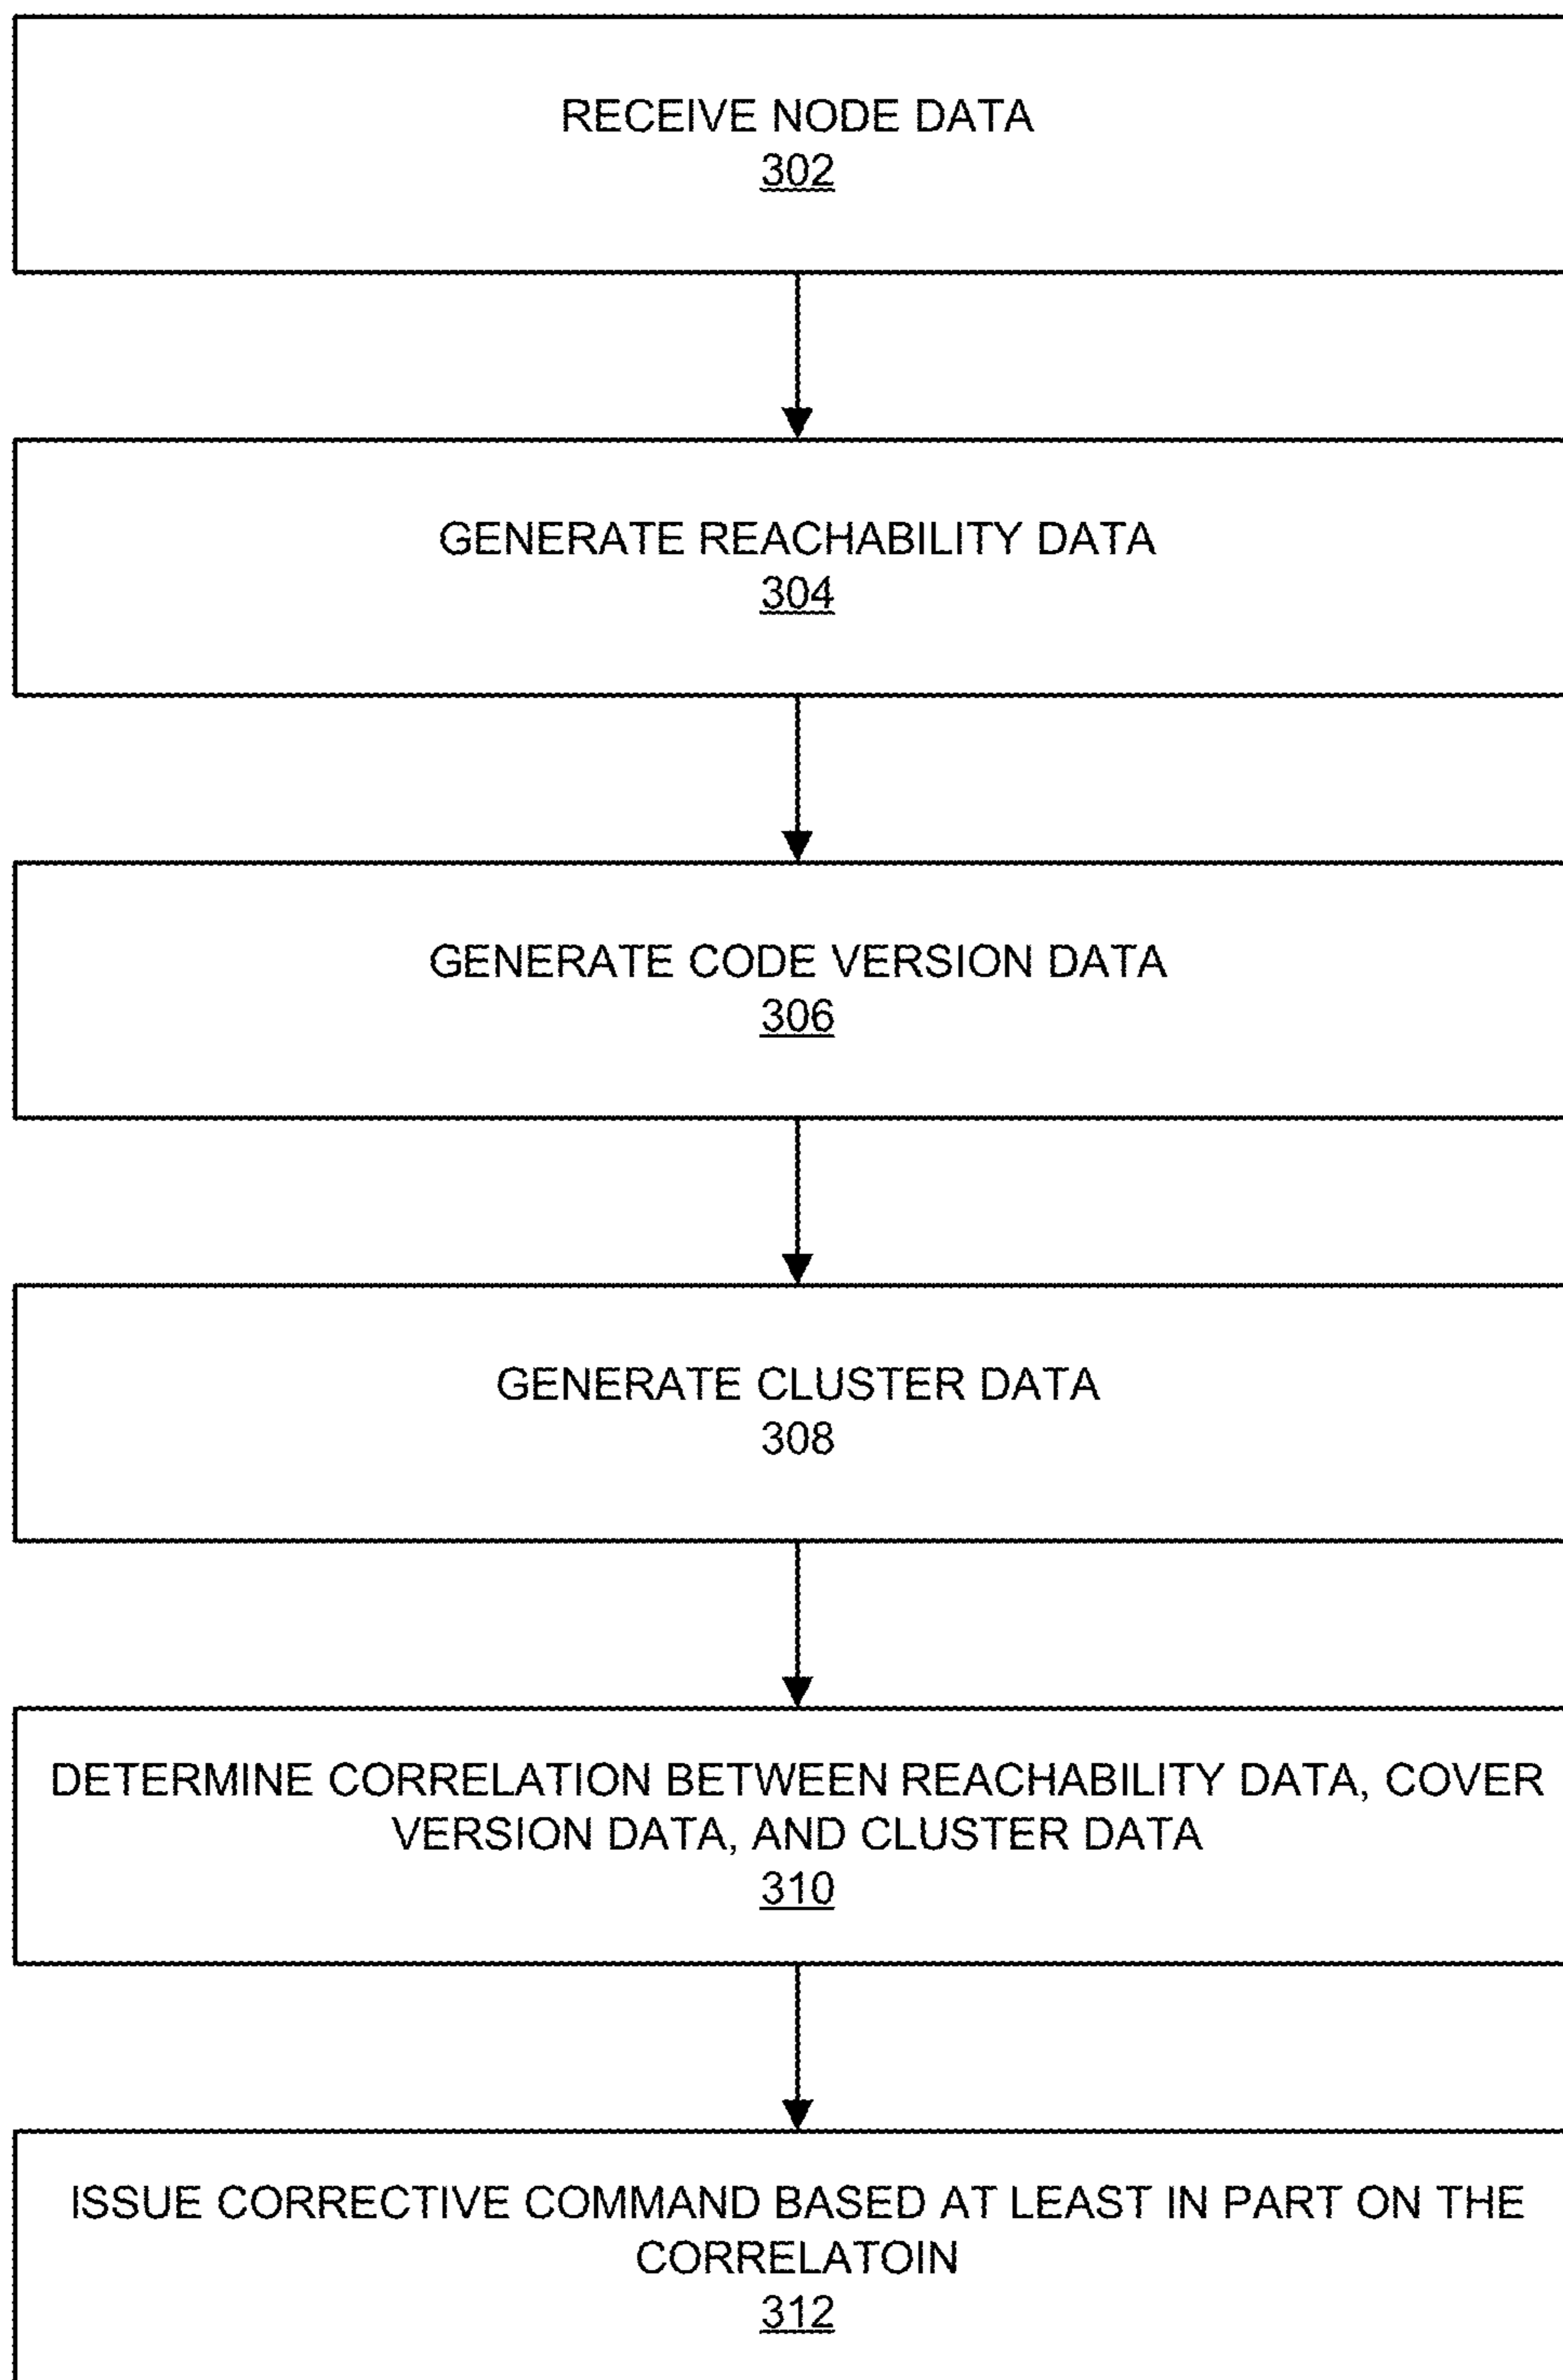 RECEIVE NODE DATA
302
GENERATE REACHABILITY DATA
304
GENERATE CODE VERSION DATA
306
GENERATE CLUSTER DATA
308
DETERMINE CORRELATION BETWEEN REACHABILITY DATA, COVER
VERSION DATA, AND CLUSTER DATA
310
ISSUE CORRECTIVE COMMAND BASED AT LEAST IN PART ON THE
CORRELATOIN
312